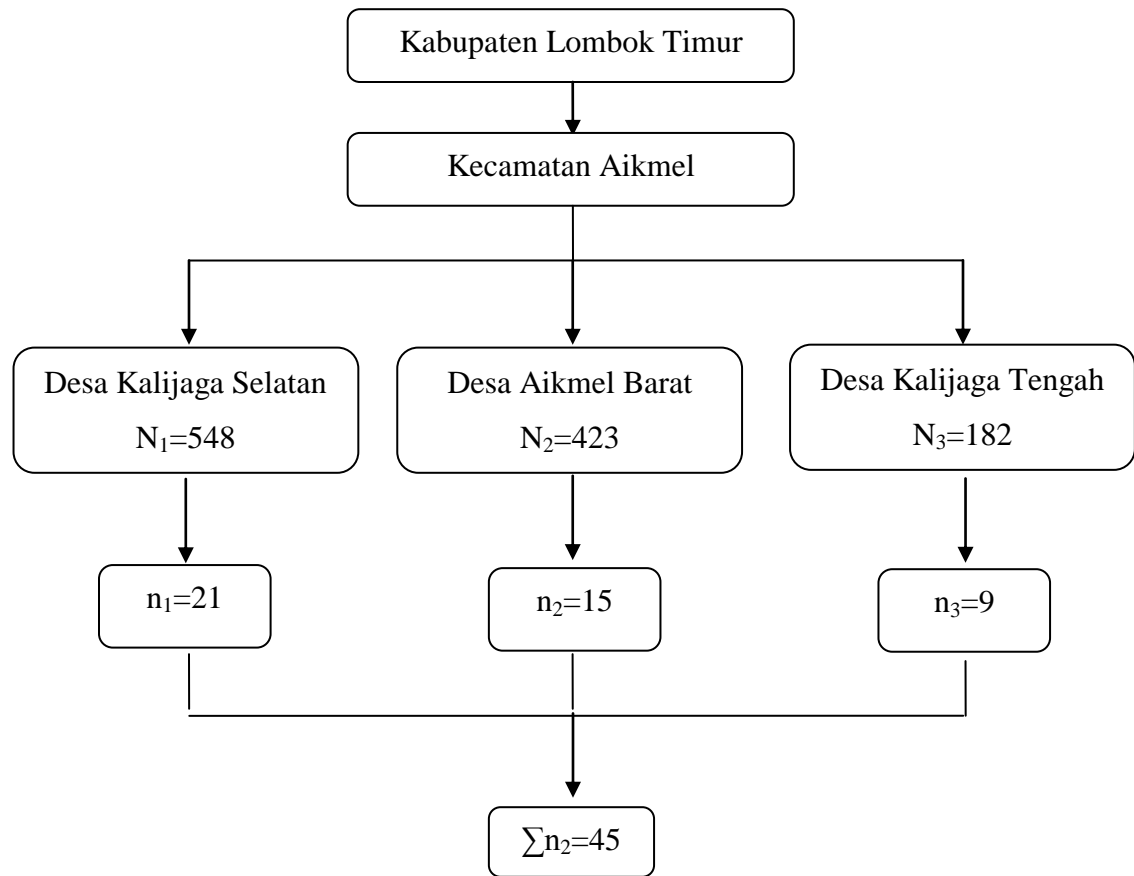 Kabupaten Lombok Timur
Kecamatan Aikmel
Desa Kalijaga Selatan
N₁=548
Desa Aikmel Barat
N₂=423
Desa Kalijaga Tengah
N₃=182
n₁=21
n₂=15
n₃=9
∑n₂=45